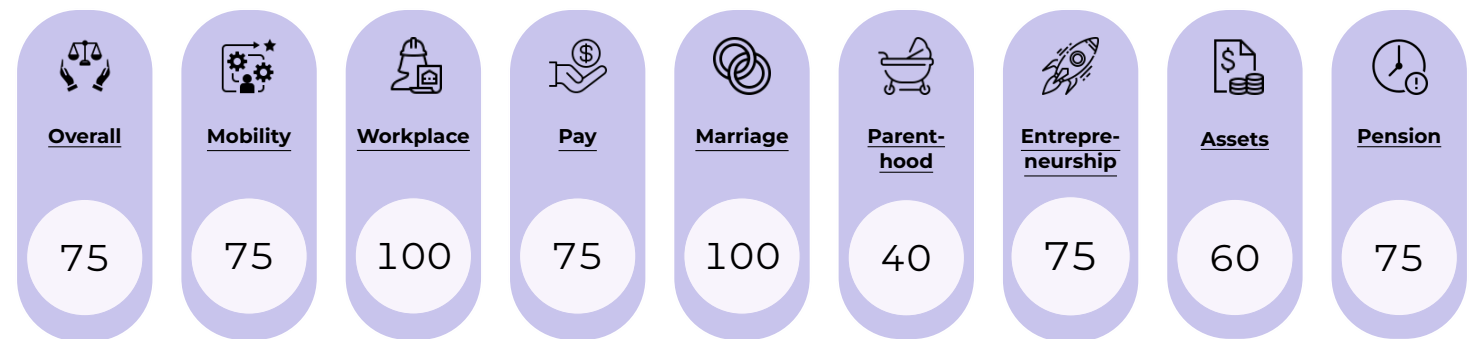 Overall
75
Mobility
75
Workplace
100
Pay
$
75
Marriage
100
Parent-
hood
40
Entrepre-
neurship
75
$
Assets
60
Pension
75